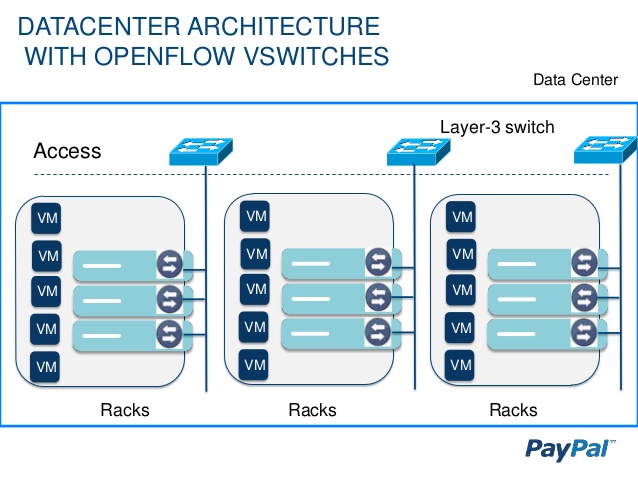 DATACENTER ARCHITECTURE
WITH OPENFLOW VSWITCHES
Data Center
Layer-3 switch
Access
VM VM VM
VM VM VM
VM VM VM
VM VM VM
VM VM VM
Racks Racks Racks
PayPal™